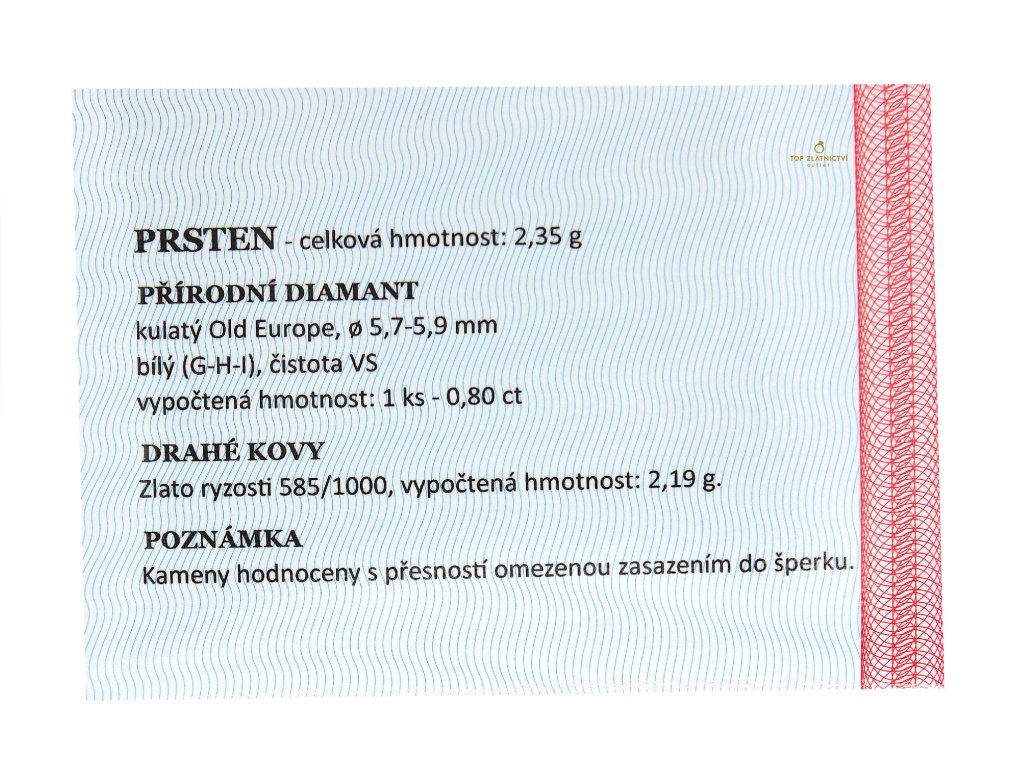 TOP ZLATNICTVÍ
outlet
PRSTEN - celková hmotnost: 2,35 g
PŘÍRODNÍ DIAMANT
kulatý Old Europe, ø 5,7-5,9 mm
bílý (G-H-I), čistota VS
vypočtená hmotnost: 1 ks - 0,80 ct
DRAHÉ KOVY
Zlato ryzosti 585/1000, vypočtená hmotnost: 2,19 g.
POZNÁMKA
Kameny hodnoceny s přesností omezenou zasazením do šperku.